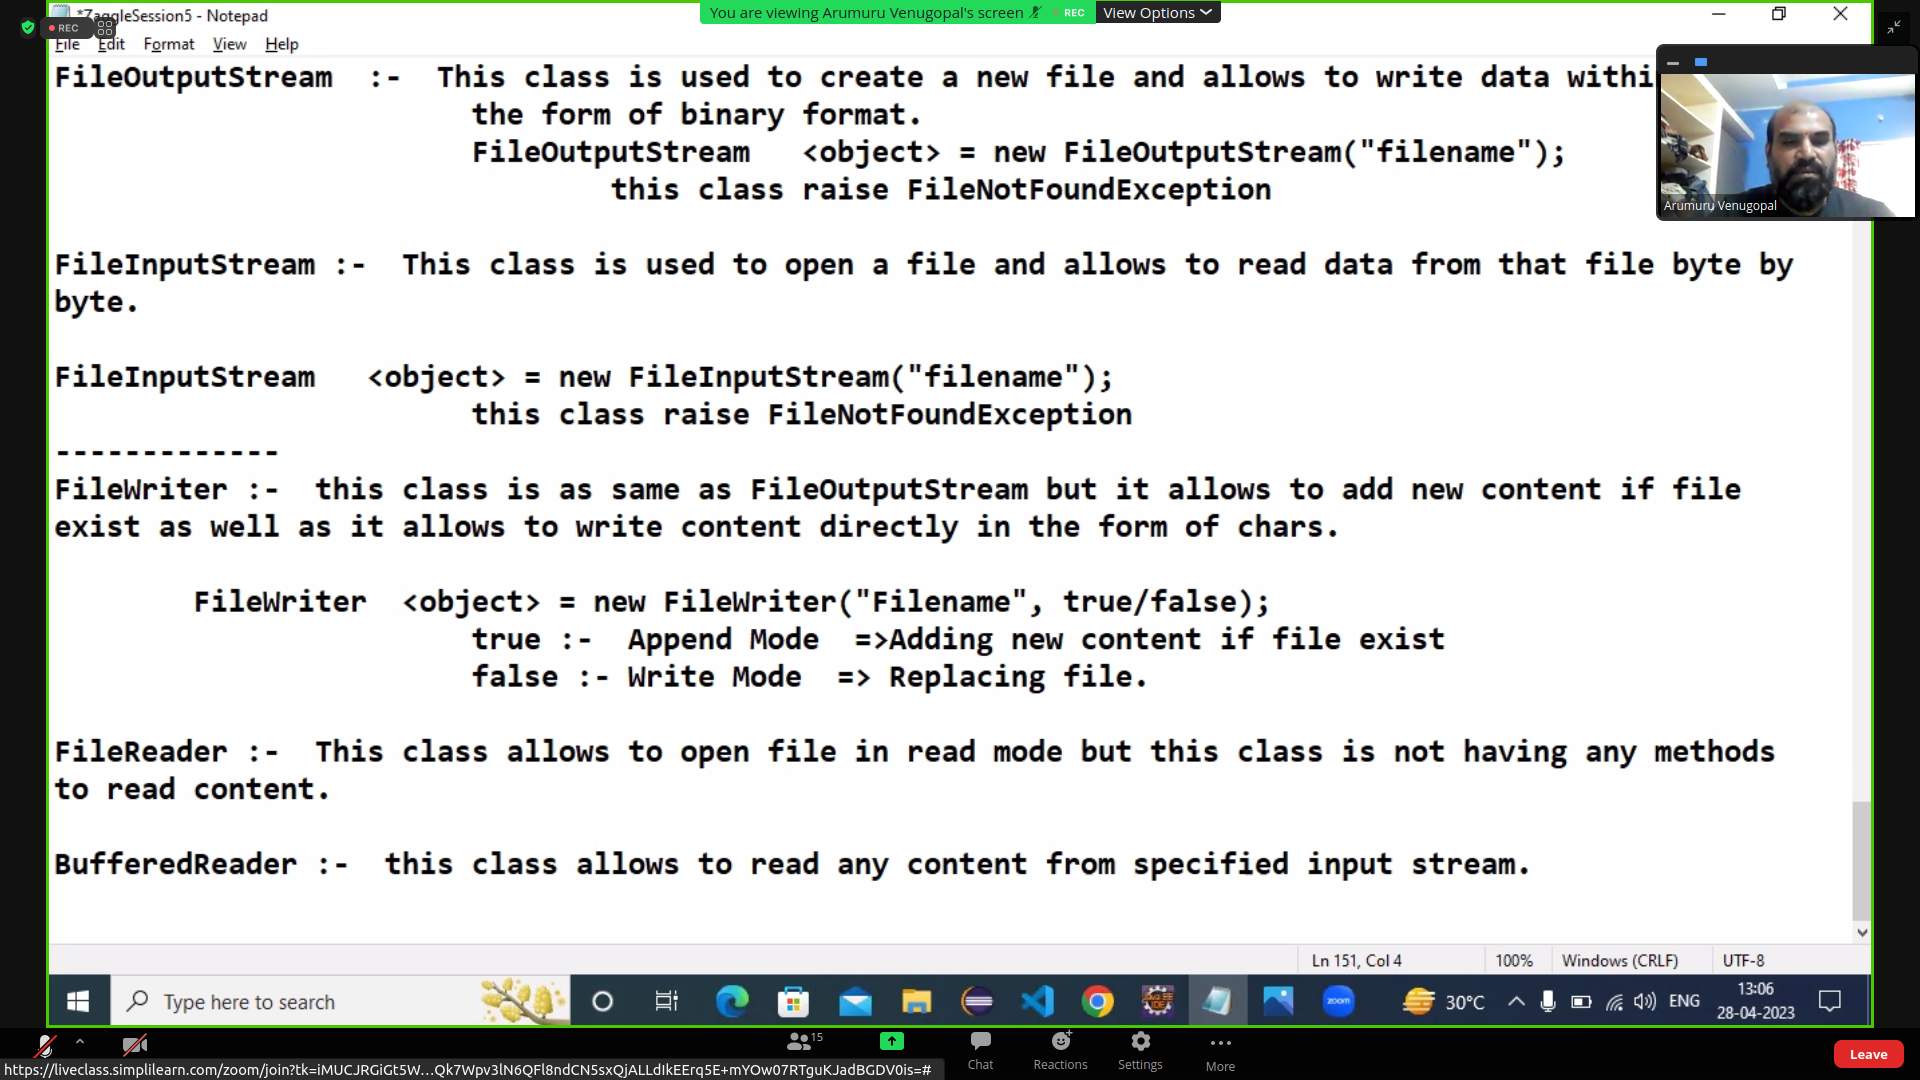 *ZaggleSession5 - Notepad
You are viewing Arumuru Venugopal's screen
REC
View Options
REC
File Edit Format View Help
FileOutputStream :- This class is used to create a new file and allows to write data withi
the form of binary format.
FileOutputStream <object> = new FileOutputStream("filename");
this class raise FileNotFoundException
Arumuru Venugopal
FileInputStream :- This class is used to open a file and allows to read data from that file byte by
byte.
FileInputStream <object> = new FileInputStream("filename");
this class raise FileNotFoundException
-------------
FileWriter :- this class is as same as FileOutputStream but it allows to add new content if file
exist as well as it allows to write content directly in the form of chars.
FileWriter <object> = new FileWriter("Filename", true/false);
true :- Append Mode =>Adding new content if file exist
false :- Write Mode => Replacing file.
FileReader :- This class allows to open file in read mode but this class is not having any methods
to read content.
BufferedReader :- this class allows to read any content from specified input stream.
Ln 151, Col 4 100% Windows (CRLF) UTF-8
Type here to search
zoom
30°C
ENG
13:06
28-04-2023
15
Chat
Reactions
Settings
More
Leave
https://liveclass.simplilearn.com/zoom/join?tk=iMUCJRGiGt5W...Qk7Wpv3lN6QFl8ndCN5sxQjALLdIkEErq5E+mYOw07RTguKJadBGDV0is=#